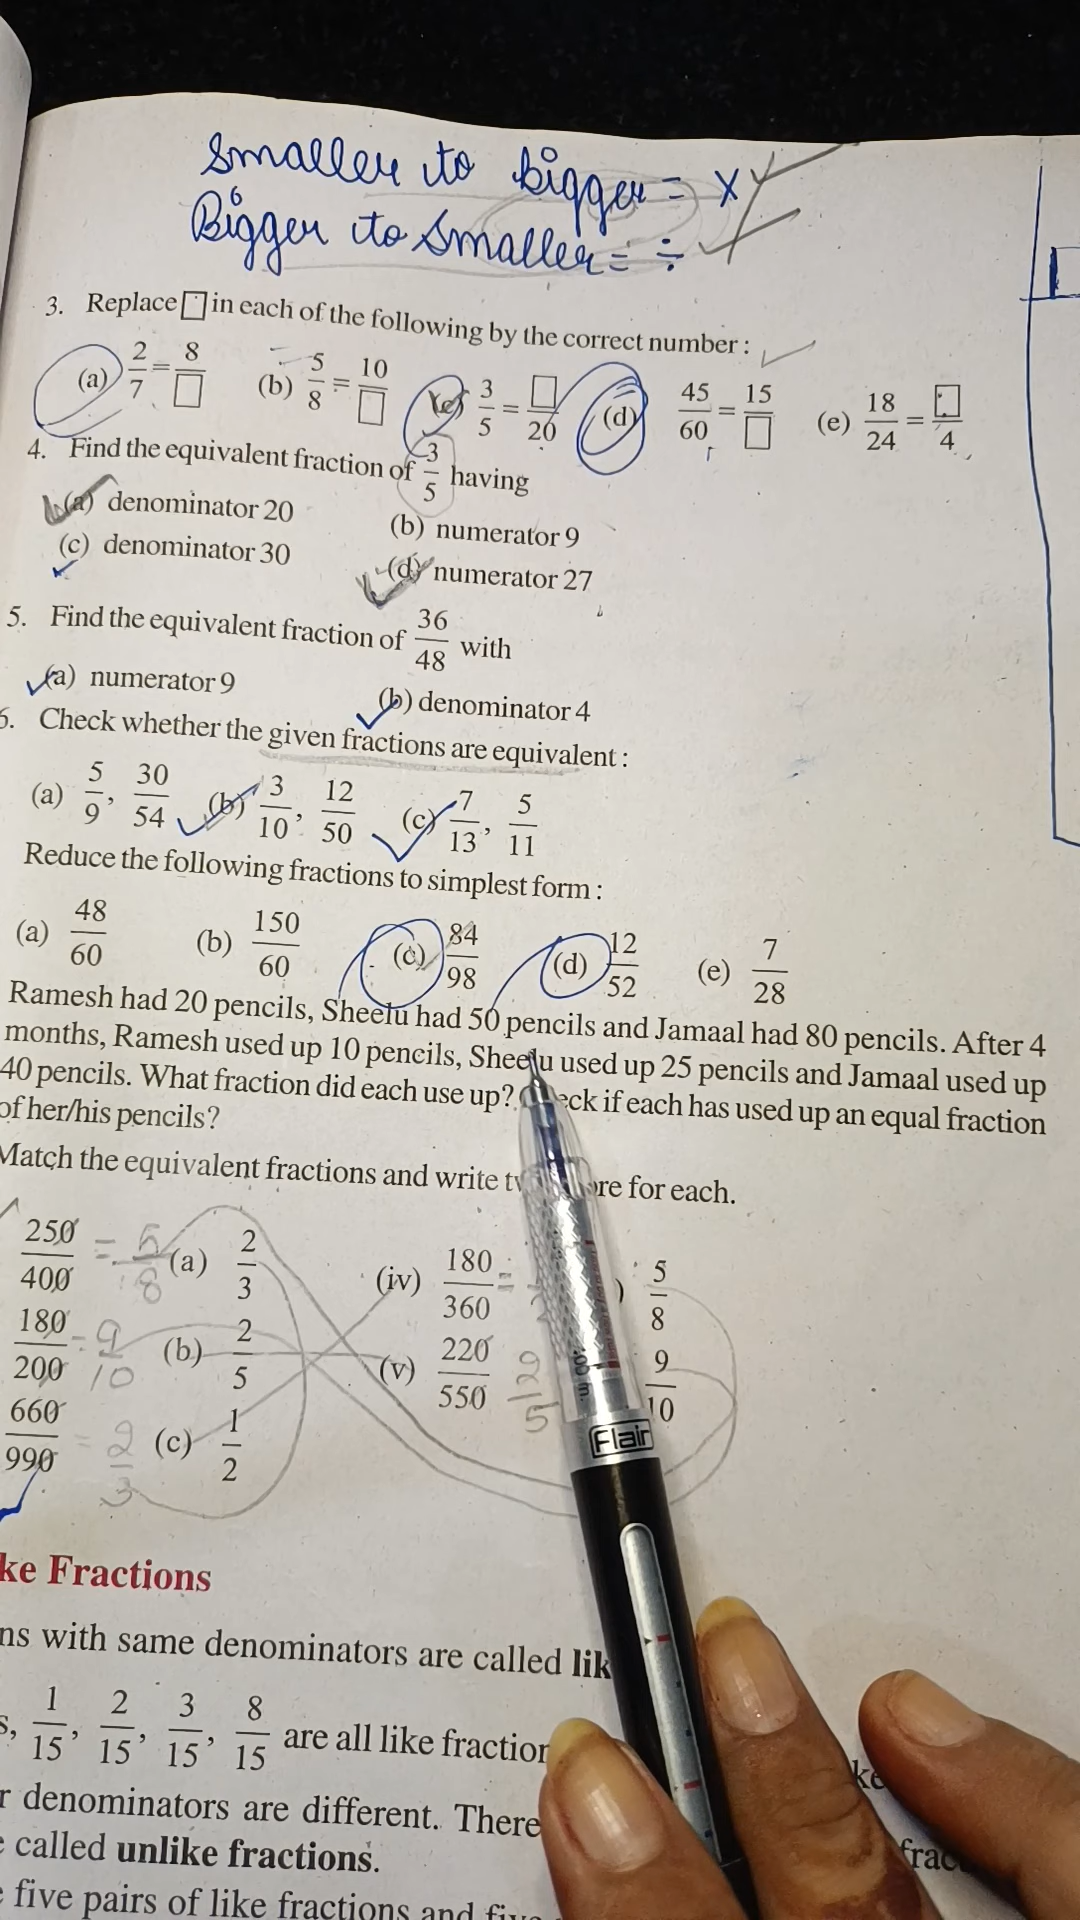 smaller to bigger = ×
Bigger to smaller = ÷
3. Replace □ in each of the following by the correct number :
(a) 2/7 = 8/□ (b) 5/8 = 10/□ (c) 3/5 = □/20 (d) 45/60 = 15/□ (e) 18/24 = □/4
4. Find the equivalent fraction of 3/5 having
(a) denominator 20 (b) numerator 9
(c) denominator 30 (d) numerator 27
5. Find the equivalent fraction of 36/48 with
(a) numerator 9 (b) denominator 4
6. Check whether the given fractions are equivalent :
(a) 5/9, 30/54 (b) 3/10, 12/50 (c) 7/13, 5/11
Reduce the following fractions to simplest form :
(a) 48/60 (b) 150/60 (c) 84/98 (d) 12/52 (e) 7/28
Ramesh had 20 pencils, Sheelu had 50 pencils and Jamaal had 80 pencils. After 4
months, Ramesh used up 10 pencils, Sheelu used up 25 pencils and Jamaal used up
40 pencils. What fraction did each use up? eck if each has used up an equal fraction
of her/his pencils?
Match the equivalent fractions and write tw ore for each.
250/400 = 5/8 (a) 2/3 (iv) 180/360 = ) 5/8
180/200 = 9/10 (b) 2/5 (v) 220/550 2/5 9/10
660/990 = 2/3 (c) 1/2
Flair
ke Fractions
ns with same denominators are called lik
s, 1/15, 2/15, 3/15, 8/15 are all like fraction
r denominators are different. There ke
e called unlike fractions. frac
e five pairs of like fractions and five